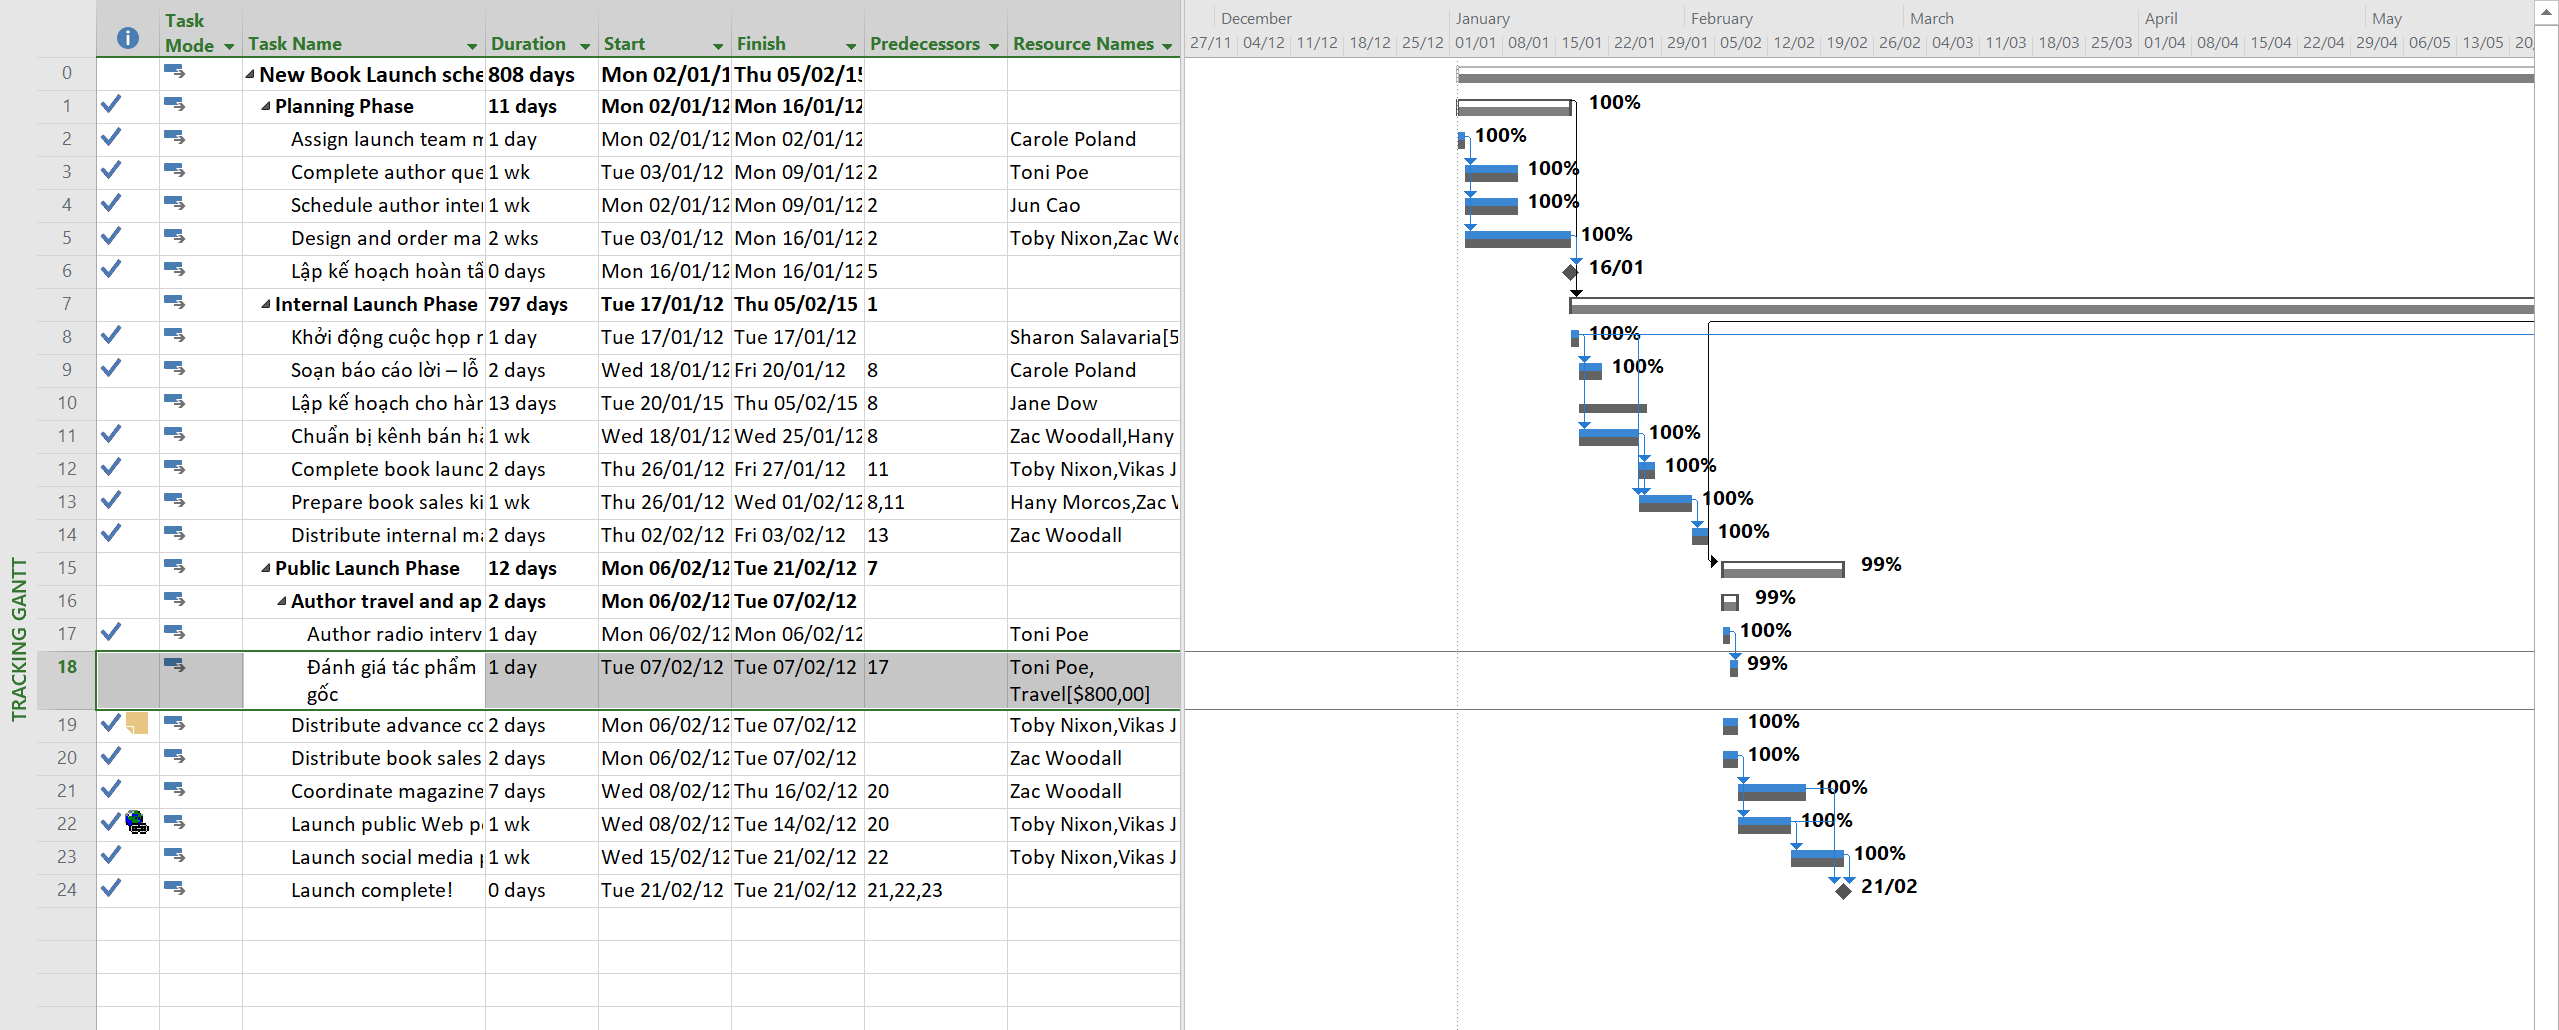 TRACKING GANTT
Task Mode Task Name Duration Start Finish Predecessors Resource Names
December January February March April May
27/11 04/12 11/12 18/12 25/12 01/01 08/01 15/01 22/01 29/01 05/02 12/02 19/02 26/02 04/03 11/03 18/03 25/03 01/04 08/04 15/04 22/04 29/04 06/05 13/05 20/
0 New Book Launch sche 808 days Mon 02/01/1 Thu 05/02/15
1 Planning Phase 11 days Mon 02/01/12 Mon 16/01/12 100%
2 Assign launch team m 1 day Mon 02/01/12 Mon 02/01/12 Carole Poland 100%
3 Complete author que 1 wk Tue 03/01/12 Mon 09/01/12 2 Toni Poe 100%
4 Schedule author inte 1 wk Mon 02/01/12 Mon 09/01/12 2 Jun Cao 100%
5 Design and order ma 2 wks Tue 03/01/12 Mon 16/01/12 2 Toby Nixon,Zac Wo 100%
6 Lập kế hoạch hoàn tấ 0 days Mon 16/01/12 Mon 16/01/12 5 16/01
7 Internal Launch Phase 797 days Tue 17/01/12 Thu 05/02/15 1
8 Khởi động cuộc họp r 1 day Tue 17/01/12 Tue 17/01/12 Sharon Salavaria[5 100%
9 Soạn báo cáo lời – lỗ 2 days Wed 18/01/12 Fri 20/01/12 8 Carole Poland 100%
10 Lập kế hoạch cho hàr 13 days Tue 20/01/15 Thu 05/02/15 8 Jane Dow
11 Chuẩn bị kênh bán hà 1 wk Wed 18/01/12 Wed 25/01/12 8 Zac Woodall,Hany 100%
12 Complete book launc 2 days Thu 26/01/12 Fri 27/01/12 11 Toby Nixon,Vikas J 100%
13 Prepare book sales ki 1 wk Thu 26/01/12 Wed 01/02/12 8,11 Hany Morcos,Zac W 100%
14 Distribute internal ma 2 days Thu 02/02/12 Fri 03/02/12 13 Zac Woodall 100%
15 Public Launch Phase 12 days Mon 06/02/12 Tue 21/02/12 7 99%
16 Author travel and ap 2 days Mon 06/02/12 Tue 07/02/12 99%
17 Author radio interv 1 day Mon 06/02/12 Mon 06/02/12 Toni Poe 100%
18 Đánh giá tác phẩm 1 day Tue 07/02/12 Tue 07/02/12 17 Toni Poe, 99%
gốc Travel[$800,00]
19 Distribute advance co 2 days Mon 06/02/12 Tue 07/02/12 Toby Nixon,Vikas J 100%
20 Distribute book sales 2 days Mon 06/02/12 Tue 07/02/12 Zac Woodall 100%
21 Coordinate magazine 7 days Wed 08/02/12 Thu 16/02/12 20 Zac Woodall 100%
22 Launch public Web p 1 wk Wed 08/02/12 Tue 14/02/12 20 Toby Nixon,Vikas J 100%
23 Launch social media p 1 wk Wed 15/02/12 Tue 21/02/12 22 Toby Nixon,Vikas J 100%
24 Launch complete! 0 days Tue 21/02/12 Tue 21/02/12 21,22,23 21/02